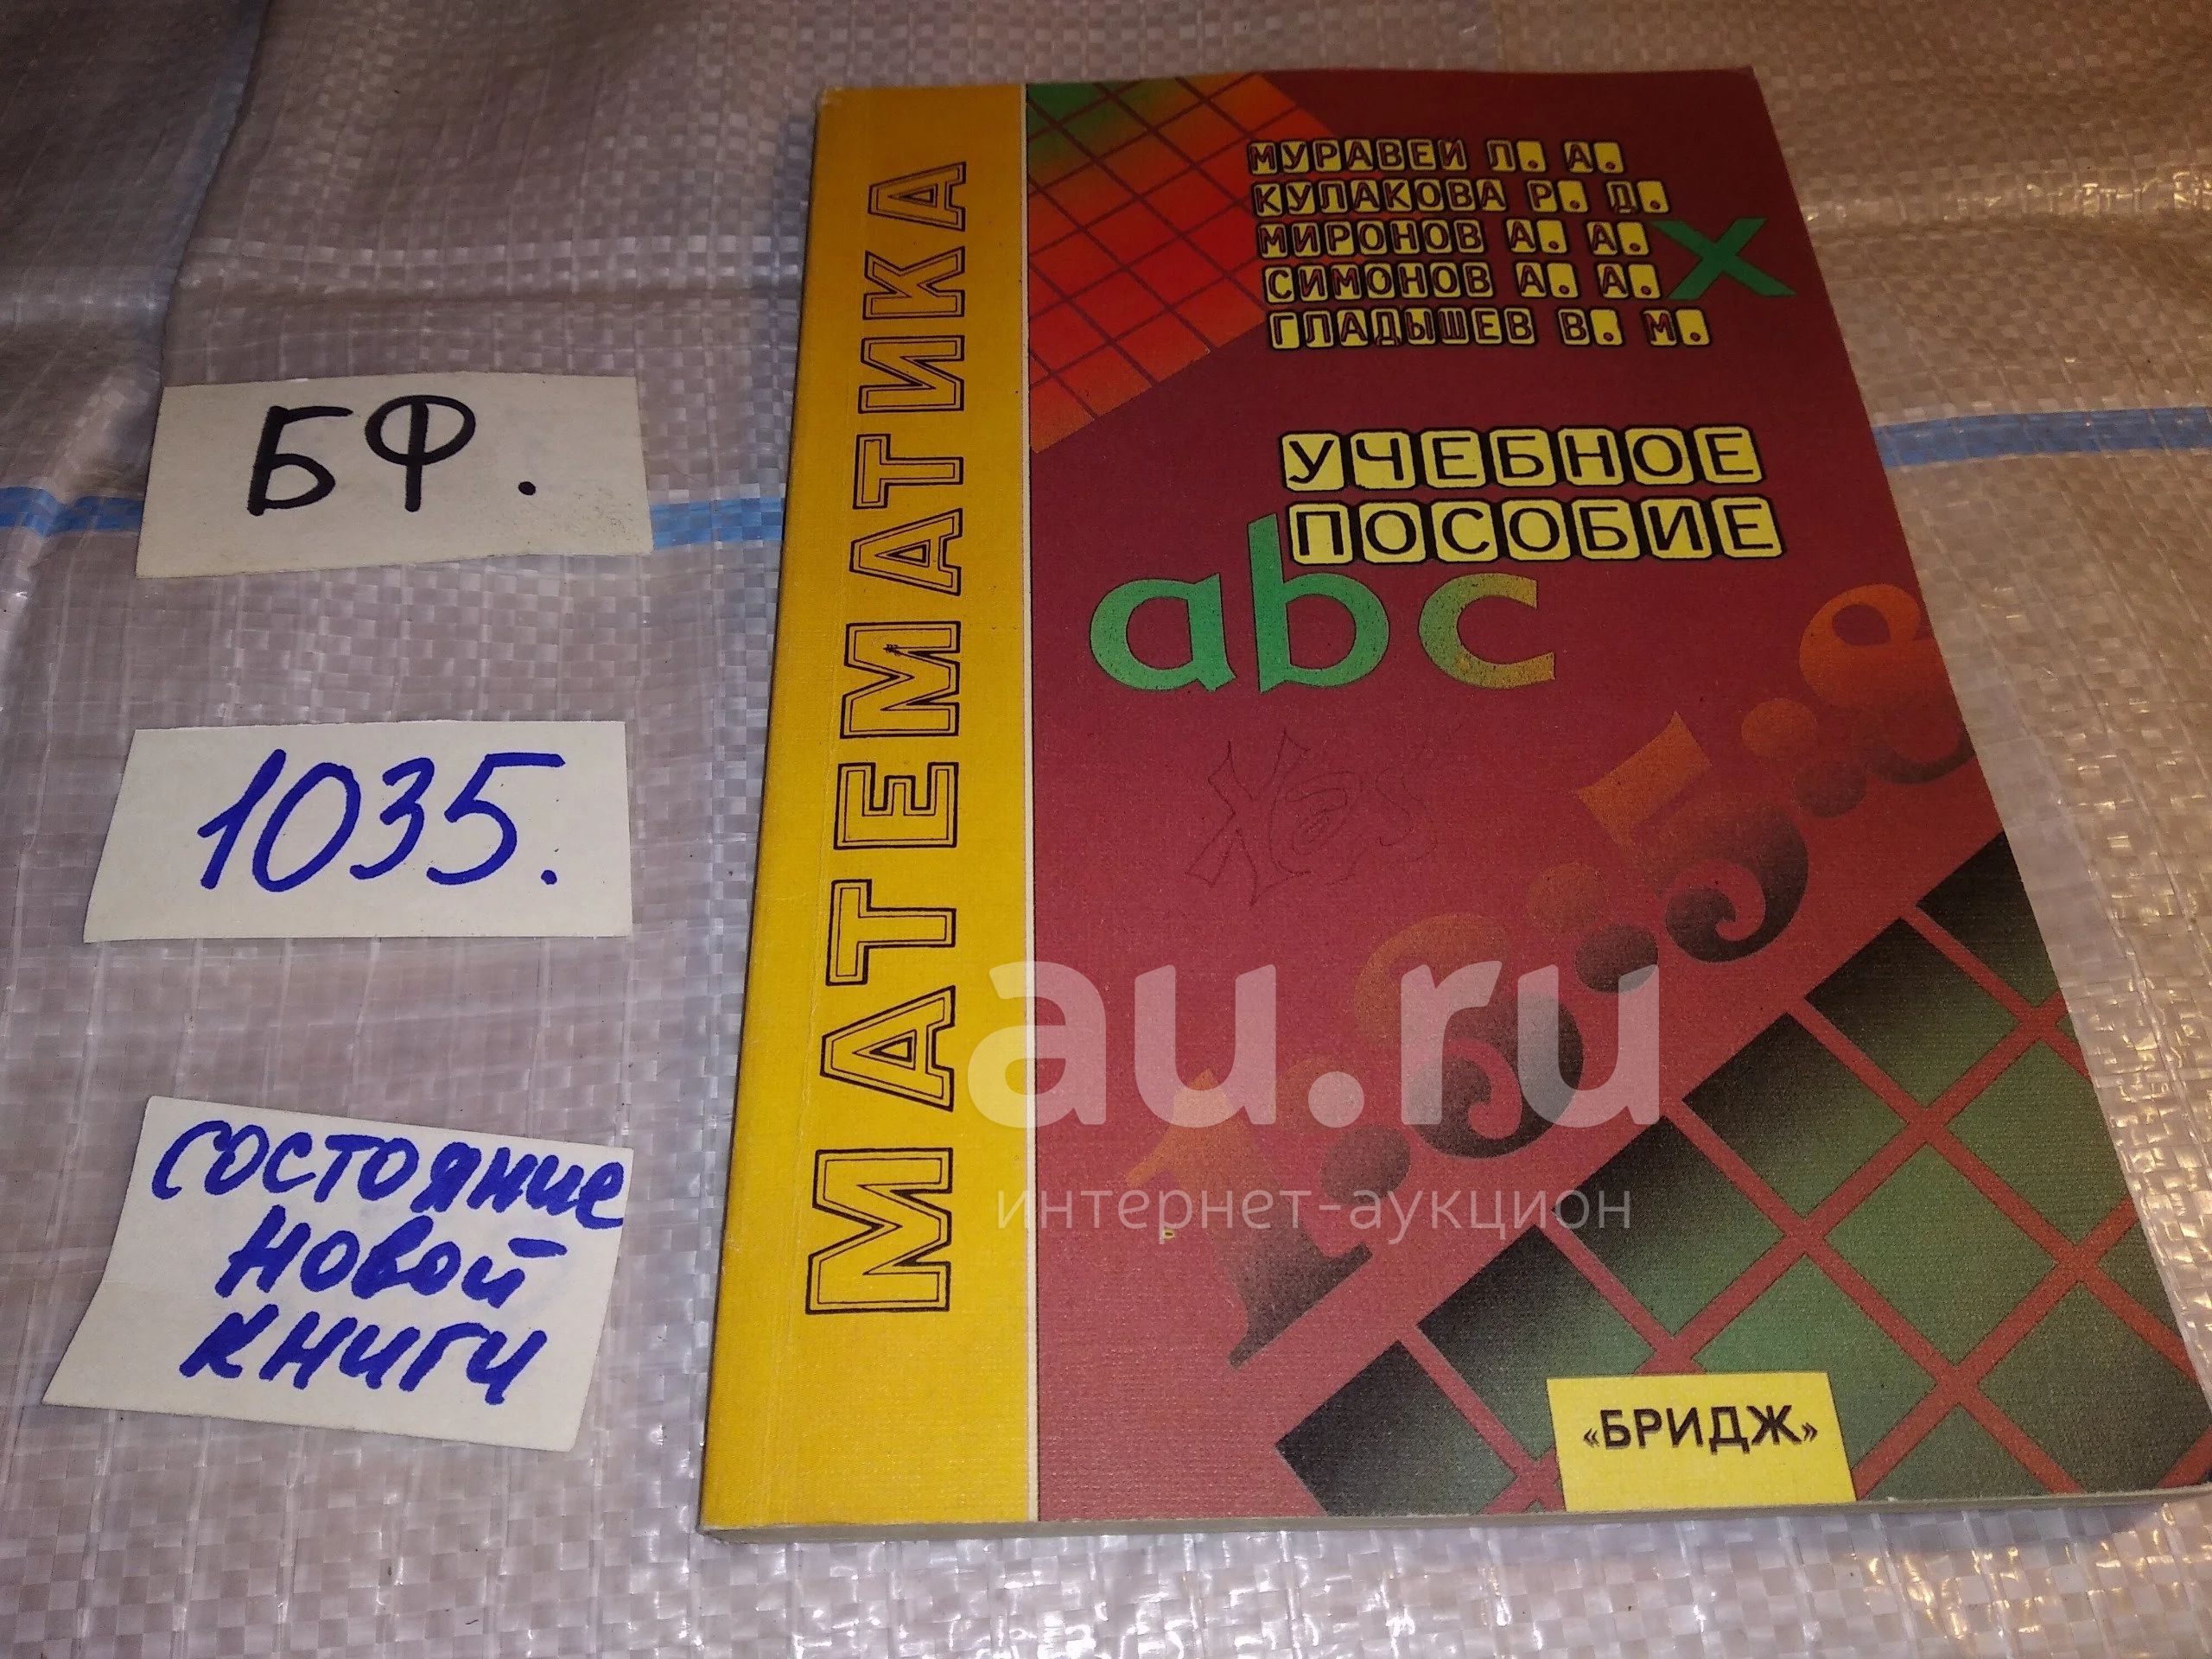 БФ.
1035.
состояние
новой
книги
МАТЕМАТИКА
МУРАВЕЙ Л. А.
КУЛАКОВА Р. Д.
МИРОНОВ А. А.
СИМОНОВ А. А.
ГЛАДЫШЕВ В. М.
x
УЧЕБНОЕ
ПОСОБИЕ
abc
au.ru
интернет-аукцион
«БРИДЖ»